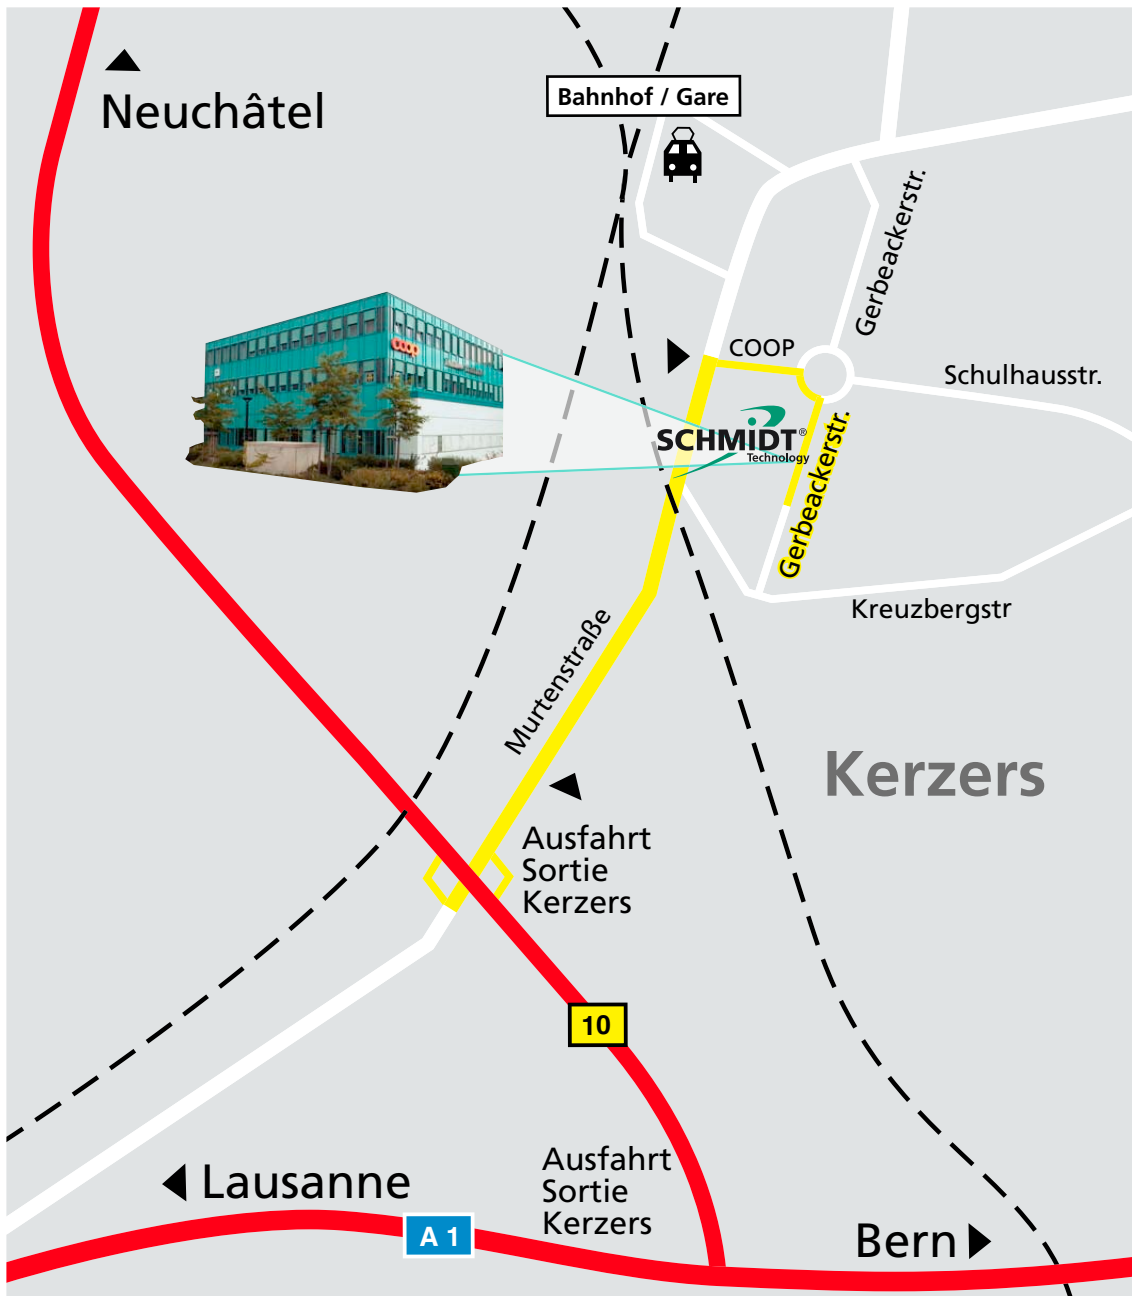 Neuchâtel
Bahnhof / Gare
Gerbeackerstr.
coop
COOP
Schulhausstr.
SCHMIDT®
Technology
Gerbeackerstr.
Kreuzbergstr
Murtenstraße
Kerzers
Ausfahrt
Sortie
Kerzers
10
Ausfahrt
Sortie
Kerzers
Lausanne
A 1
Bern